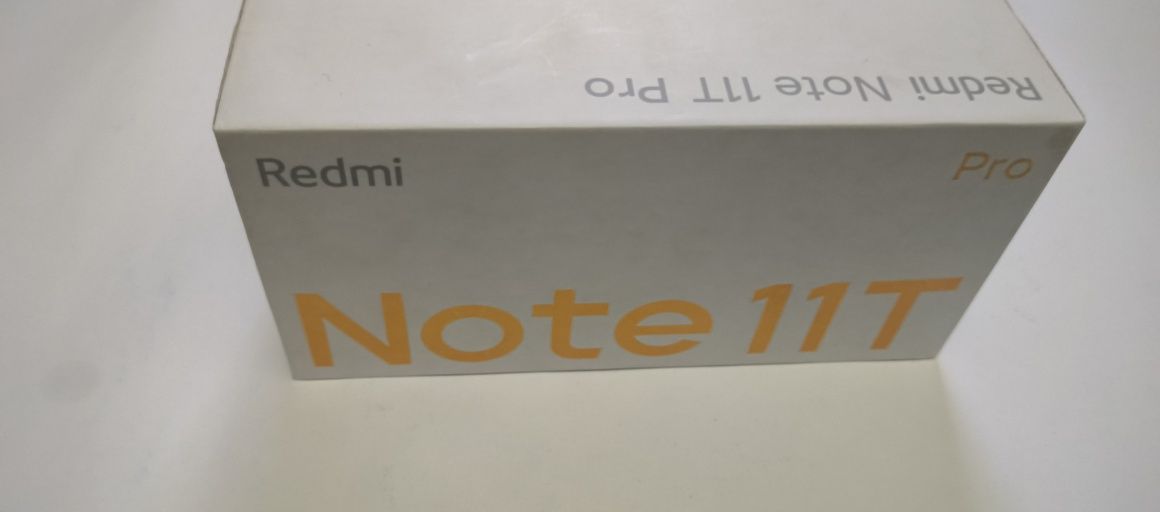 Redmi Note 11T Pro
Redmi
Pro
Note 11T